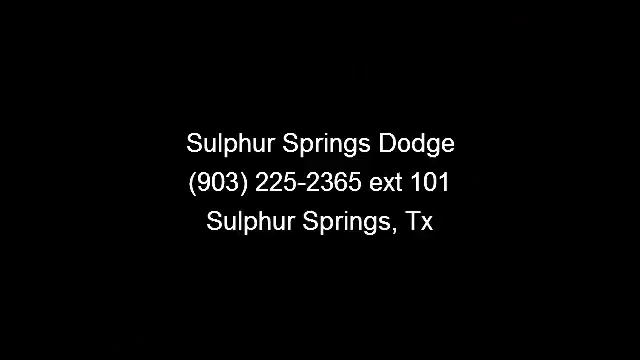 Sulphur Springs Dodge
(903) 225-2365 ext 101
Sulphur Springs, Tx